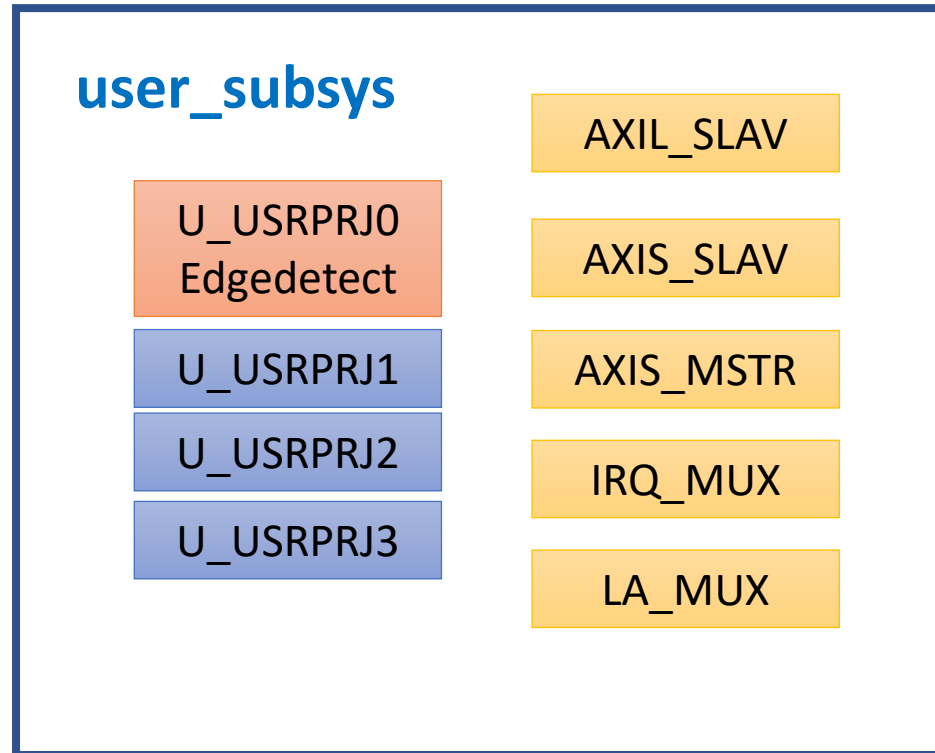 user_subsys
U_USRPRJ0
Edgedetect
U_USRPRJ1
U_USRPRJ2
U_USRPRJ3
AXIL_SLAV
AXIS_SLAV
AXIS_MSTR
IRQ_MUX
LA_MUX